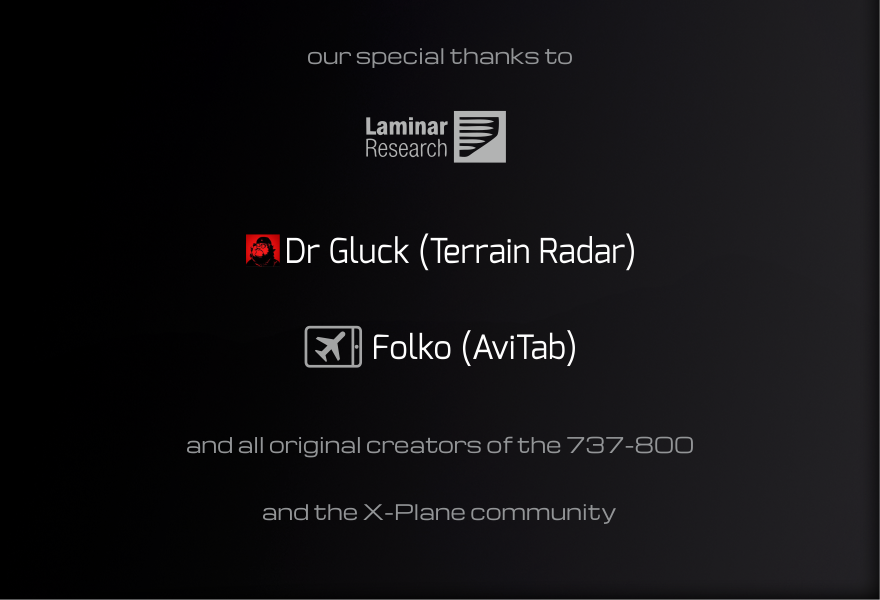 our special thanks to
Laminar
Research
Dr Gluck (Terrain Radar)
Folko (AviTab)
and all original creators of the 737-800
and the X-Plane community